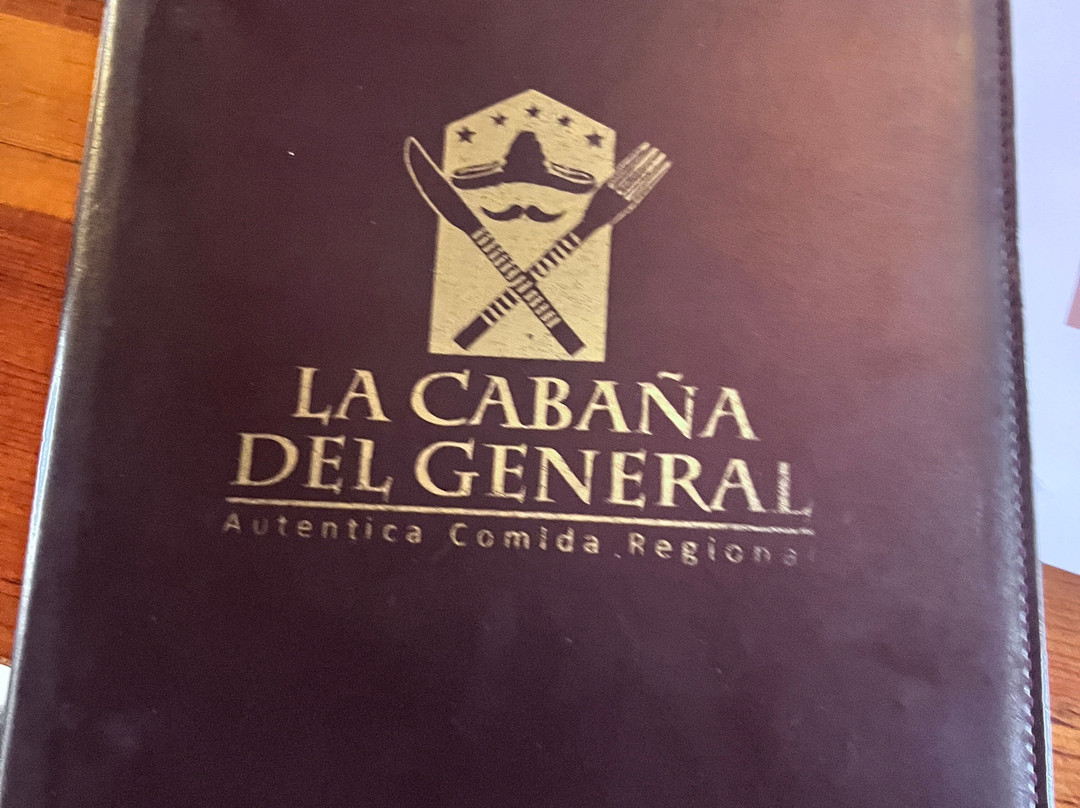 LA CABAÑA
DEL GENERAL
Autentica Comida Regional